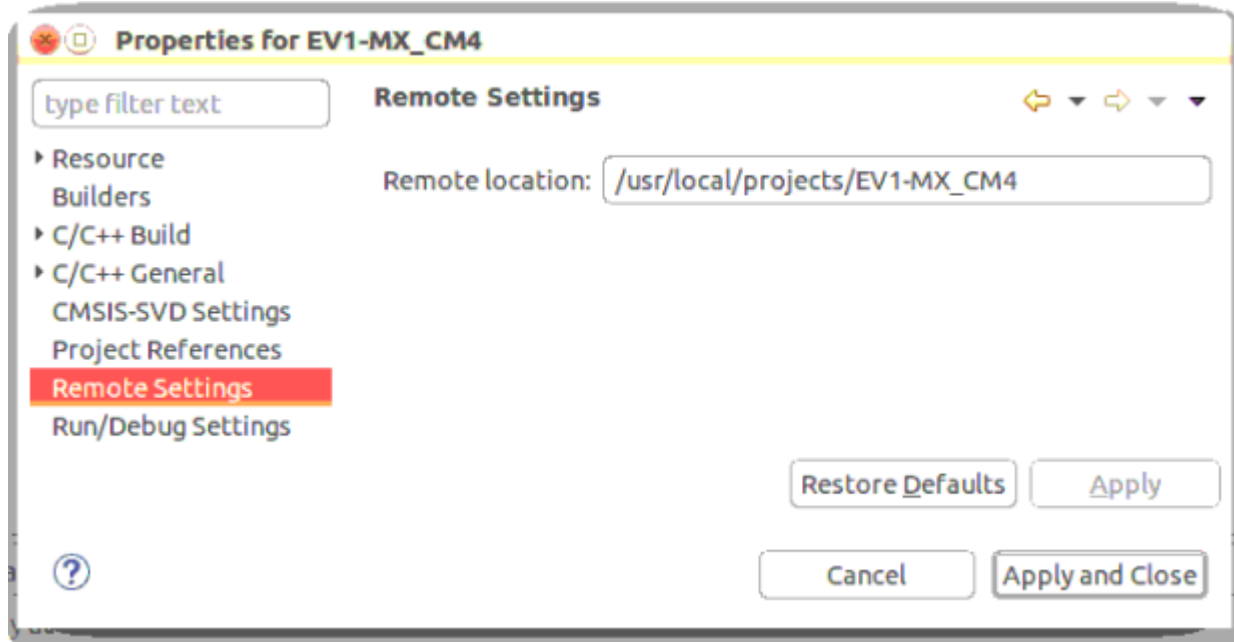 Properties for EV1-MX_CM4
type filter text
Resource
Builders
C/C++ Build
C/C++ General
CMSIS-SVD Settings
Project References
Remote Settings
Run/Debug Settings
Remote Settings
Remote location: /usr/local/projects/EV1-MX_CM4
Restore Defaults Apply
Cancel Apply and Close